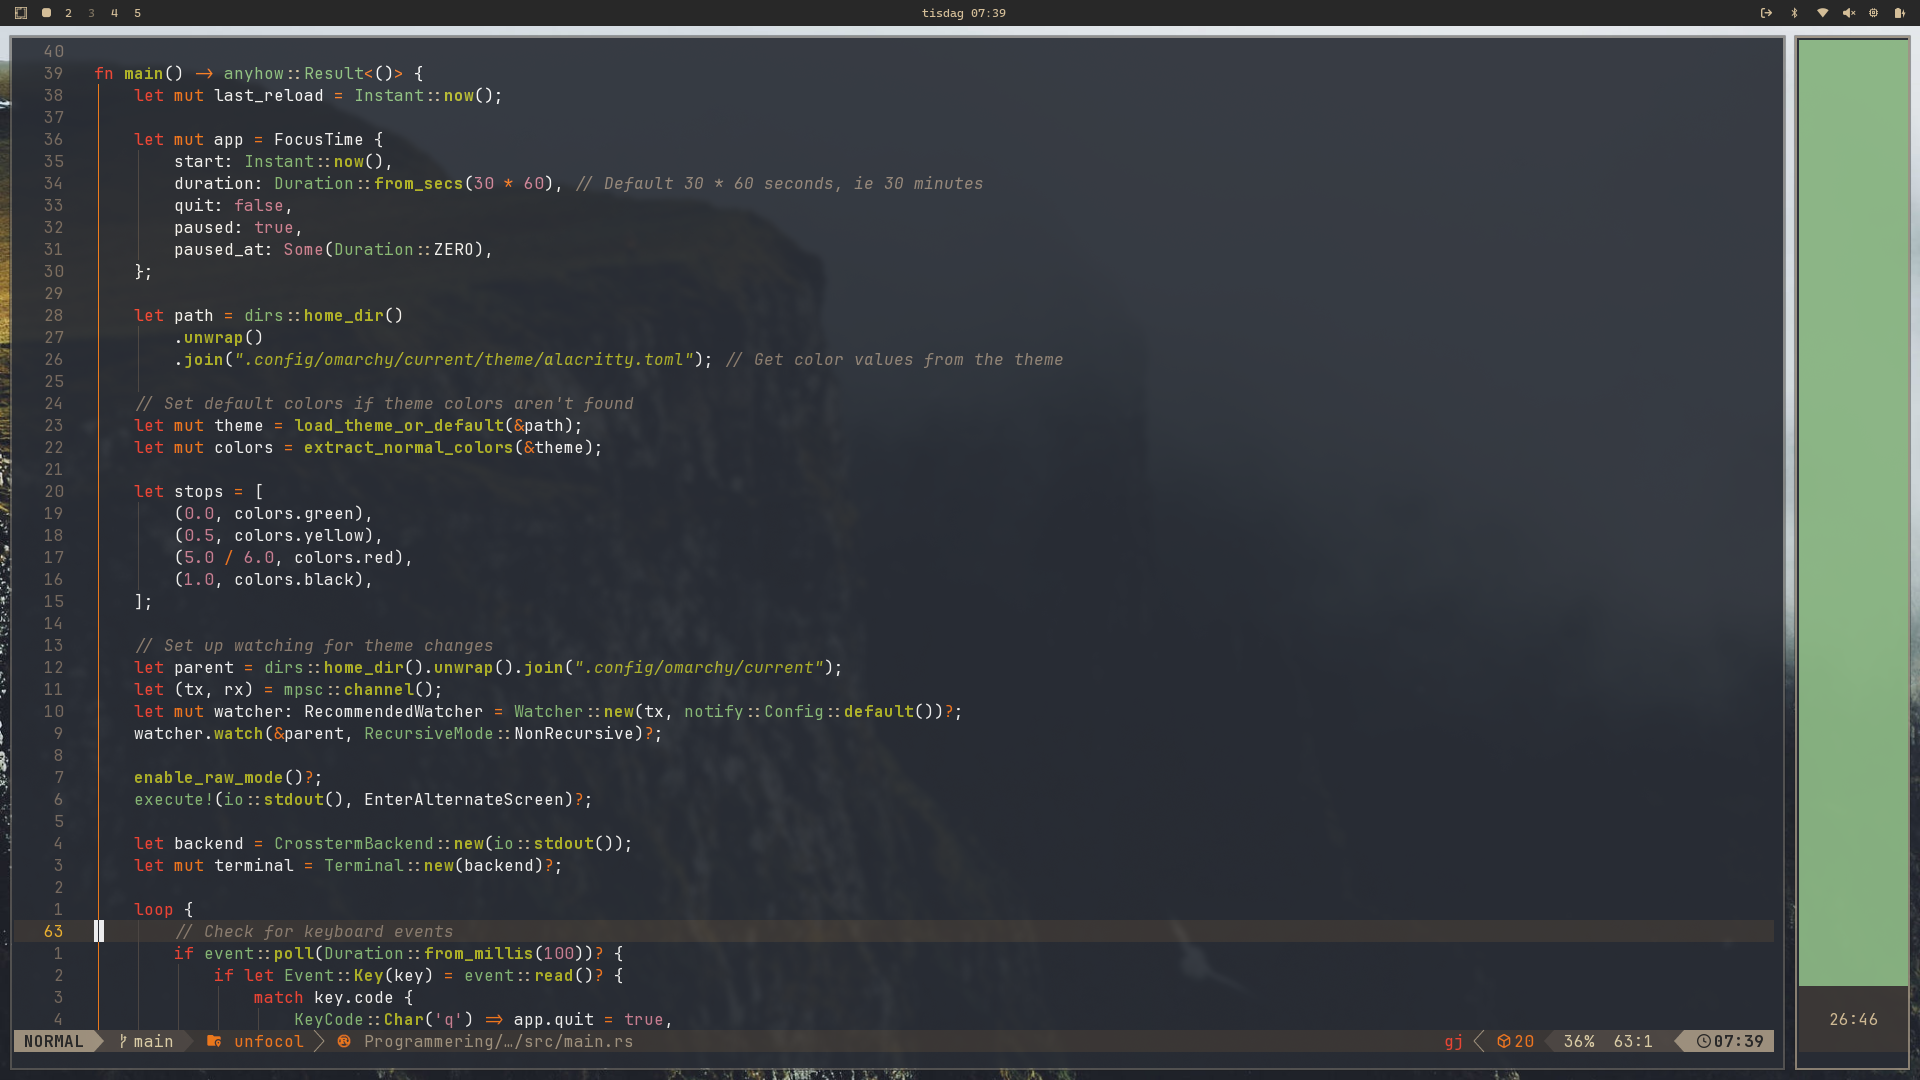 2 3 4 5
tisdag 07:39
40
39 fn main() -> anyhow::Result<()> {
38 let mut last_reload = Instant::now();
37
36 let mut app = FocusTime {
35 start: Instant::now(),
34 duration: Duration::from_secs(30 * 60), // Default 30 * 60 seconds, ie 30 minutes
33 quit: false,
32 paused: true,
31 paused_at: Some(Duration::ZERO),
30 };
29
28 let path = dirs::home_dir()
27 .unwrap()
26 .join(".config/omarchy/current/theme/alacritty.toml"); // Get color values from the theme
25
24 // Set default colors if theme colors aren't found
23 let mut theme = load_theme_or_default(&path);
22 let mut colors = extract_normal_colors(&theme);
21
20 let stops = [
19 (0.0, colors.green),
18 (0.5, colors.yellow),
17 (5.0 / 6.0, colors.red),
16 (1.0, colors.black),
15 ];
14
13 // Set up watching for theme changes
12 let parent = dirs::home_dir().unwrap().join(".config/omarchy/current");
11 let (tx, rx) = mpsc::channel();
10 let mut watcher: RecommendedWatcher = Watcher::new(tx, notify::Config::default())?;
9 watcher.watch(&parent, RecursiveMode::NonRecursive)?;
8
7 enable_raw_mode()?;
6 execute!(io::stdout(), EnterAlternateScreen)?;
5
4 let backend = CrosstermBackend::new(io::stdout());
3 let mut terminal = Terminal::new(backend)?;
2
1 loop {
63 // Check for keyboard events
1 if event::poll(Duration::from_millis(100))? {
2 if let Event::Key(key) = event::read()? {
3 match key.code {
4 KeyCode::Char('q') => app.quit = true,
NORMAL main unfocol Programmering/…/src/main.rs gj 20 36% 63:1 07:39
26:46